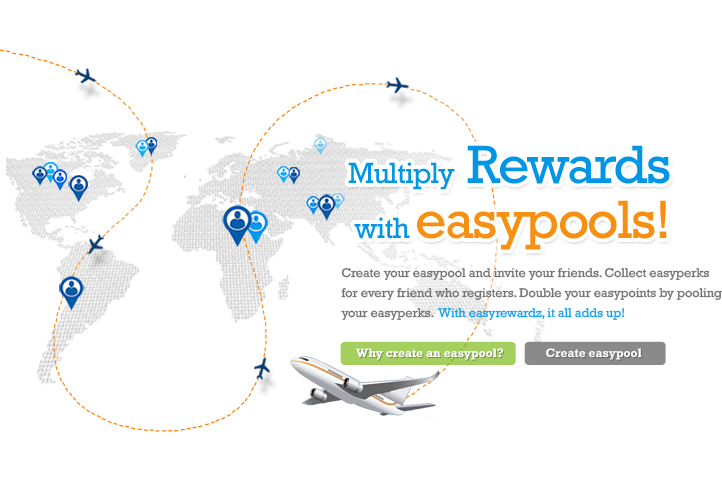 Multiply Rewards
with easypools!
Create your easypool and invite your friends. Collect easyperks
for every friend who registers. Double your easypoints by pooling
your easyperks. With easyrewardz, it all adds up!
Why create an easypool? Create easypool